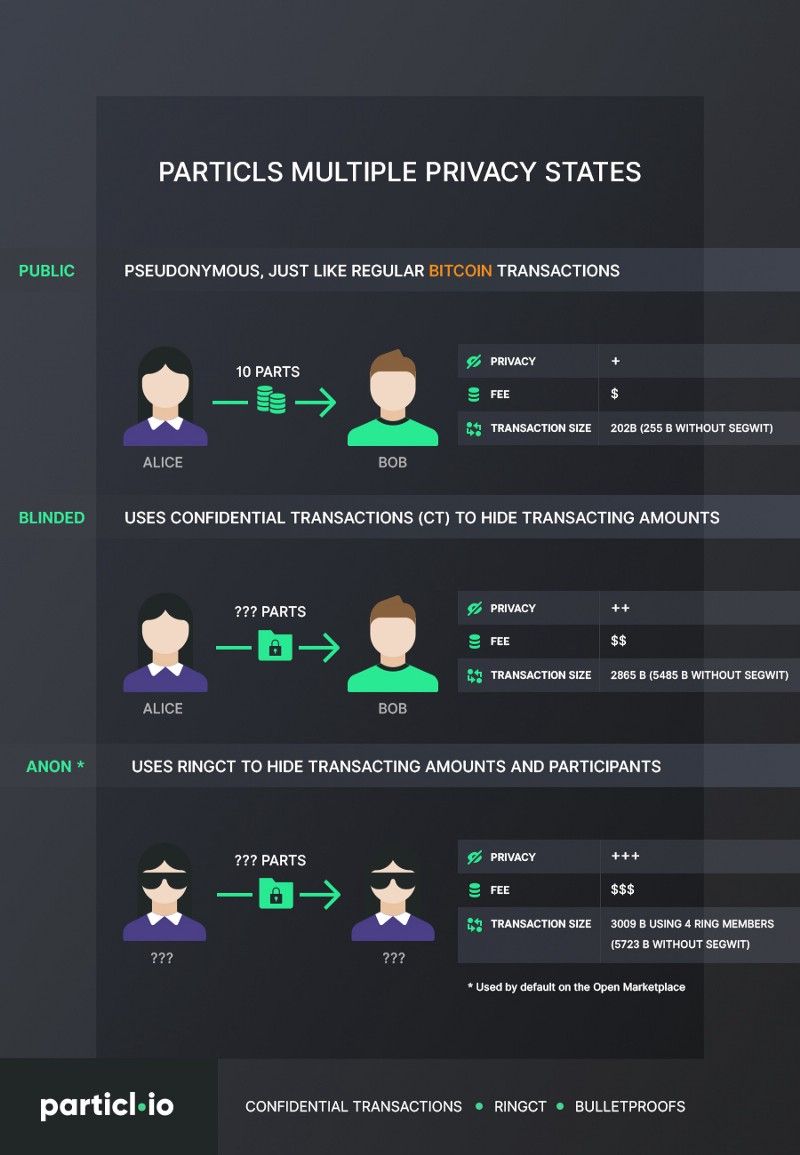 PARTICLS MULTIPLE PRIVACY STATES
PUBLIC
PSEUDONYMOUS, JUST LIKE REGULAR BITCOIN TRANSACTIONS
10 PARTS
ALICE
BOB
PRIVACY +
FEE $
TRANSACTION SIZE 202B (255 B WITHOUT SEGWIT)
BLINDED
USES CONFIDENTIAL TRANSACTIONS (CT) TO HIDE TRANSACTING AMOUNTS
??? PARTS
ALICE
BOB
PRIVACY ++
FEE $$
TRANSACTION SIZE 2865 B (5485 B WITHOUT SEGWIT)
ANON *
USES RINGCT TO HIDE TRANSACTING AMOUNTS AND PARTICIPANTS
??? PARTS
???
???
PRIVACY +++
FEE $$$
TRANSACTION SIZE 3009 B USING 4 RING MEMBERS
(5723 B WITHOUT SEGWIT)
* Used by default on the Open Marketplace
particl.io
CONFIDENTIAL TRANSACTIONS • RINGCT • BULLETPROOFS